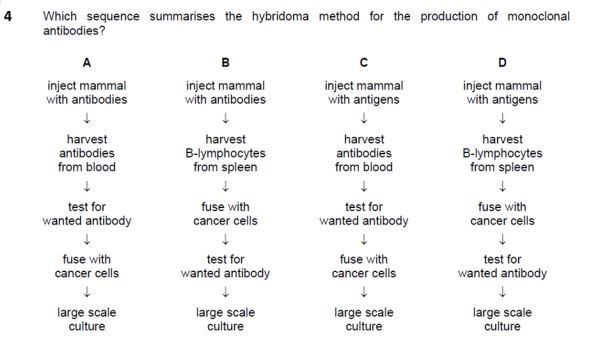 4 Which sequence summarises the hybridoma method for the production of monoclonal
antibodies?
A B C D
inject mammal inject mammal inject mammal inject mammal
with antibodies with antibodies with antigens with antigens
↓ ↓ ↓ ↓
harvest harvest harvest harvest
antibodies B-lymphocytes antibodies B-lymphocytes
from blood from spleen from blood from spleen
↓ ↓ ↓ ↓
test for fuse with test for fuse with
wanted antibody cancer cells wanted antibody cancer cells
↓ ↓ ↓ ↓
fuse with test for fuse with test for
cancer cells wanted antibody cancer cells wanted antibody
↓ ↓ ↓ ↓
large scale large scale large scale large scale
culture culture culture culture